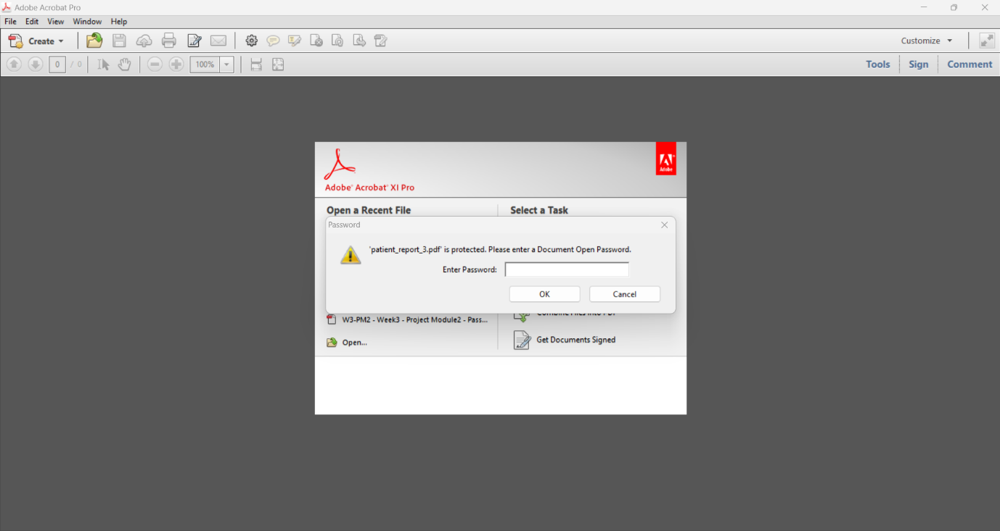 Adobe Acrobat Pro
File Edit View Window Help
Create Customize
0 / 0 100% Tools Sign Comment
Adobe
Adobe® Acrobat® XI Pro
Open a Recent File Select a Task
Password
'patient_report_3.pdf' is protected. Please enter a Document Open Password.
Enter Password:
OK Cancel
W3-PM2 - Week3 - Project Module2 - Pass... Combine Files into PDF
Open... Get Documents Signed